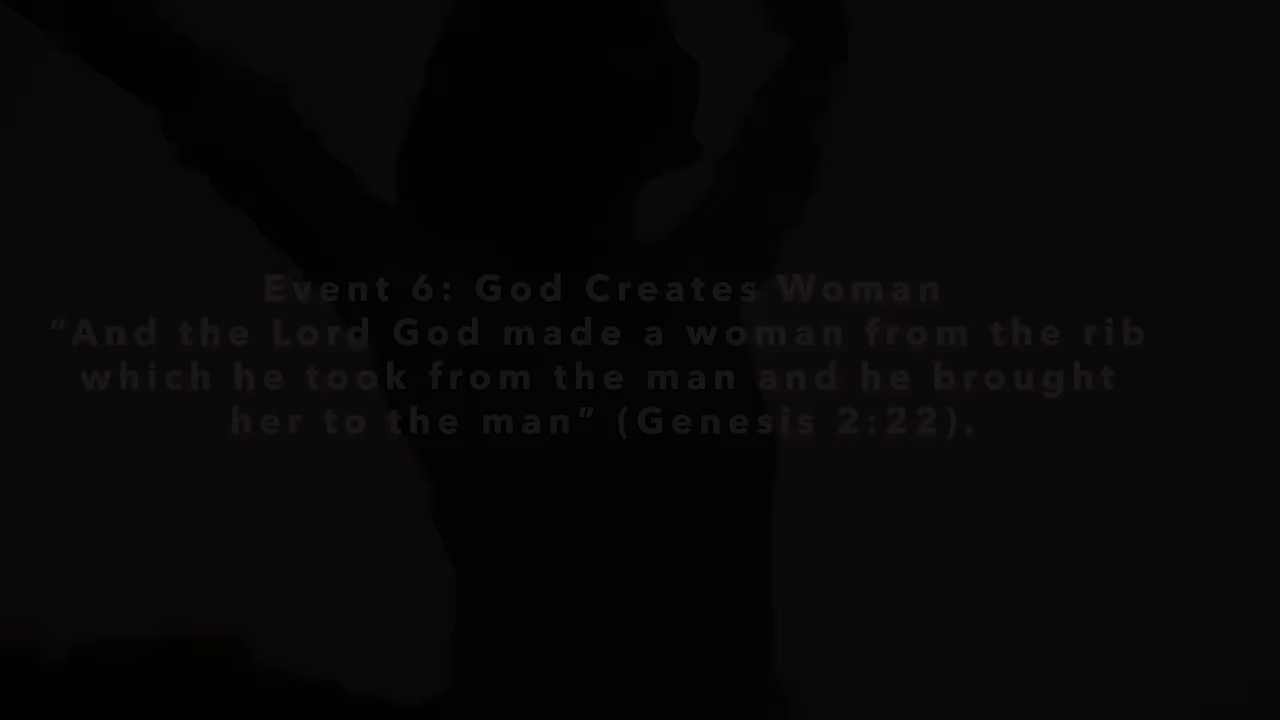 Event 6: God Creates Woman
“And the Lord God made a woman from the rib
which he took from the man and he brought
her to the man” (Genesis 2:22).